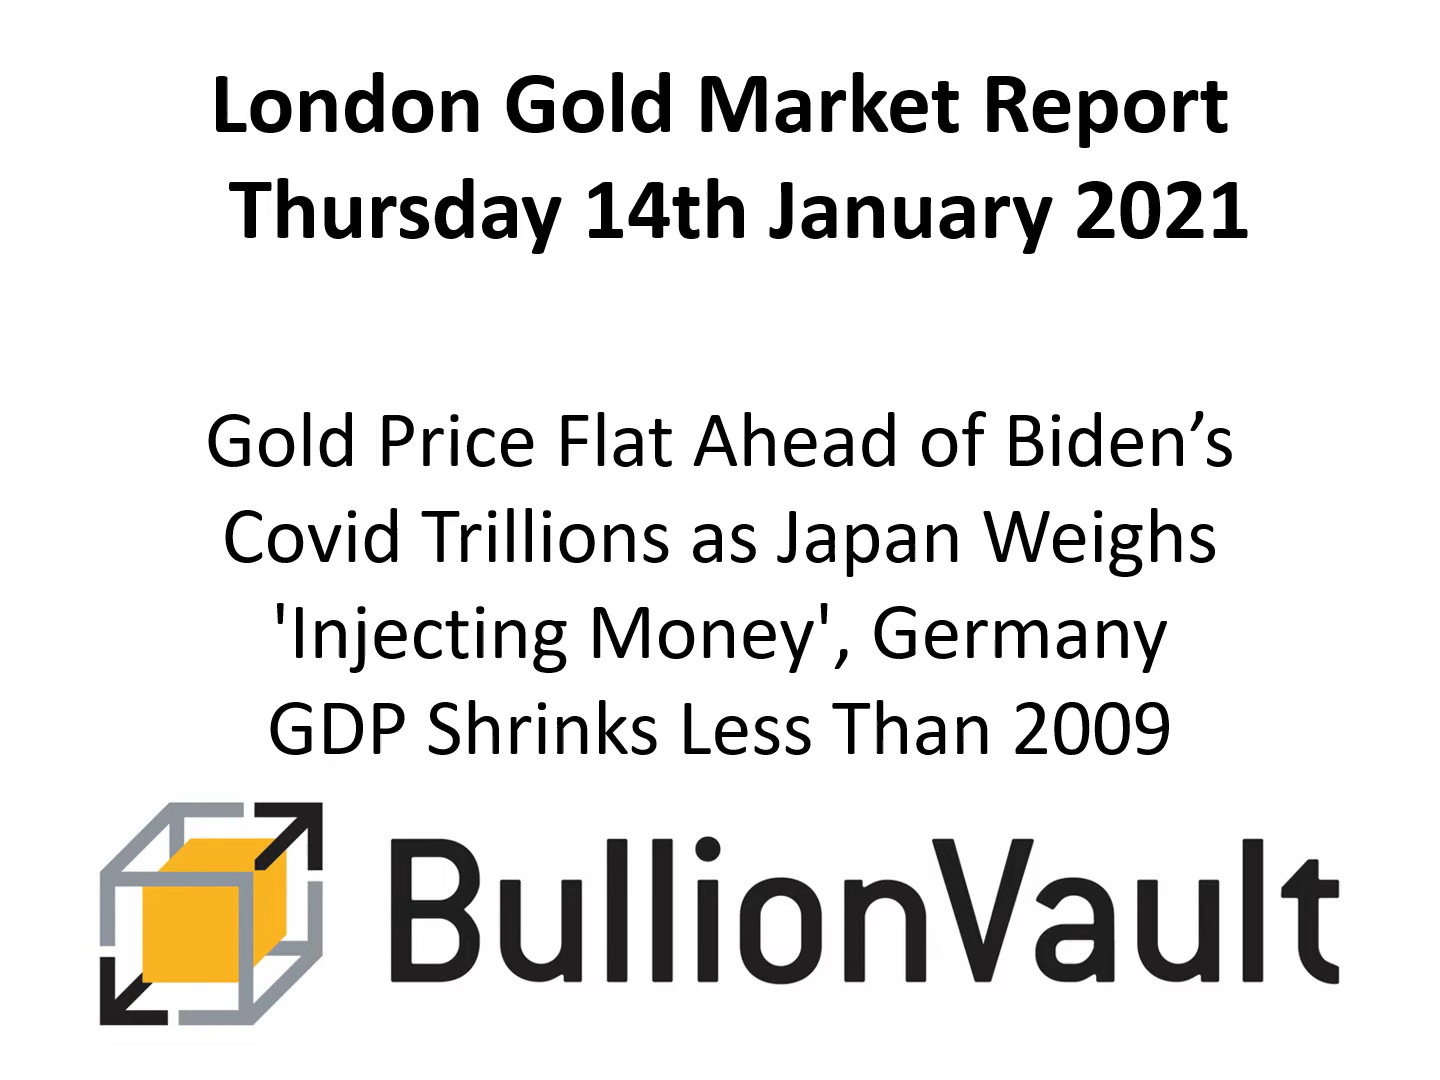 London Gold Market Report
Thursday 14th January 2021
Gold Price Flat Ahead of Biden’s
Covid Trillions as Japan Weighs
'Injecting Money', Germany
GDP Shrinks Less Than 2009
BullionVault